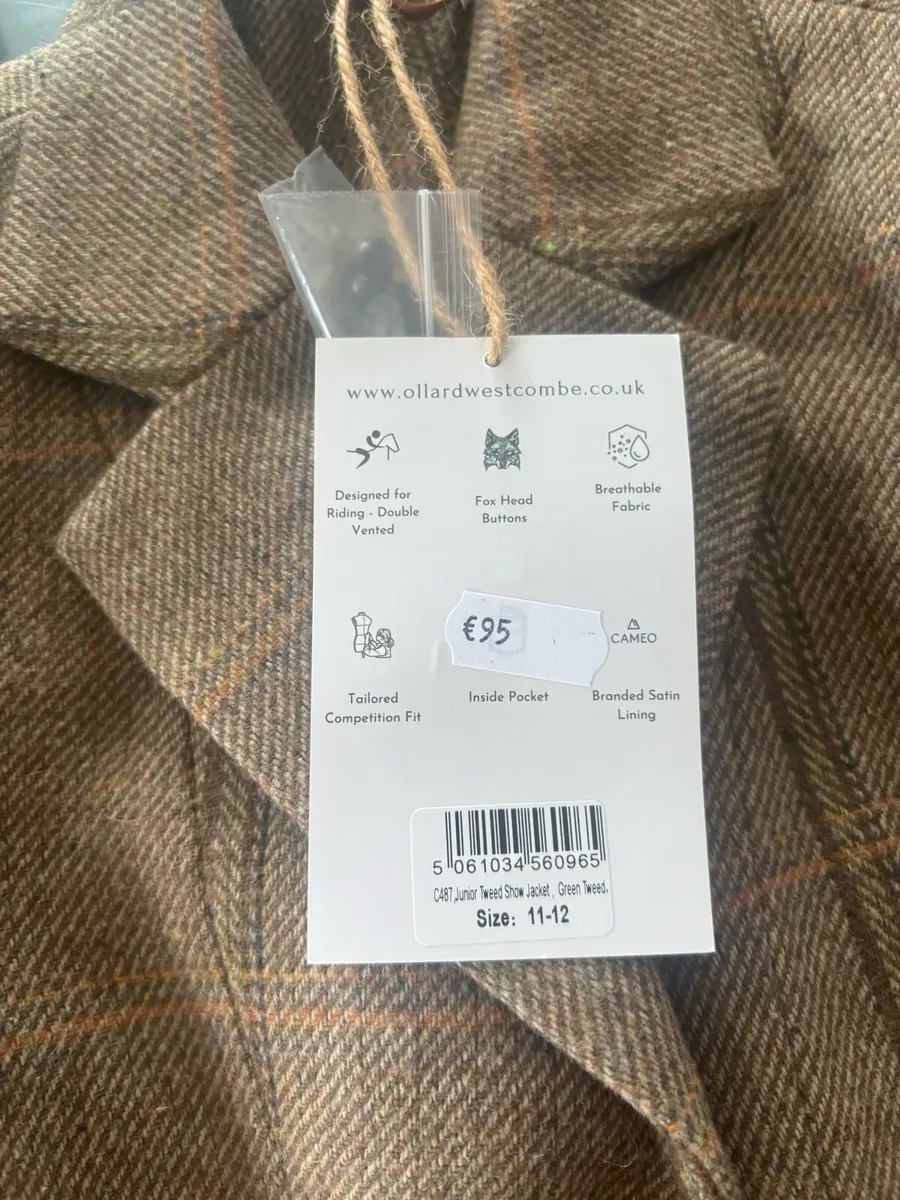 www.ollardwestcombe.co.uk
Designed for
Riding - Double
Vented
Fox Head
Buttons
Breathable
Fabric
€95
CAMEO
Tailored
Competition Fit
Inside Pocket
Branded Satin
Lining
5 061034 560965
C487,Junior Tweed Show Jacket , Green Tweed,
Size: 11-12